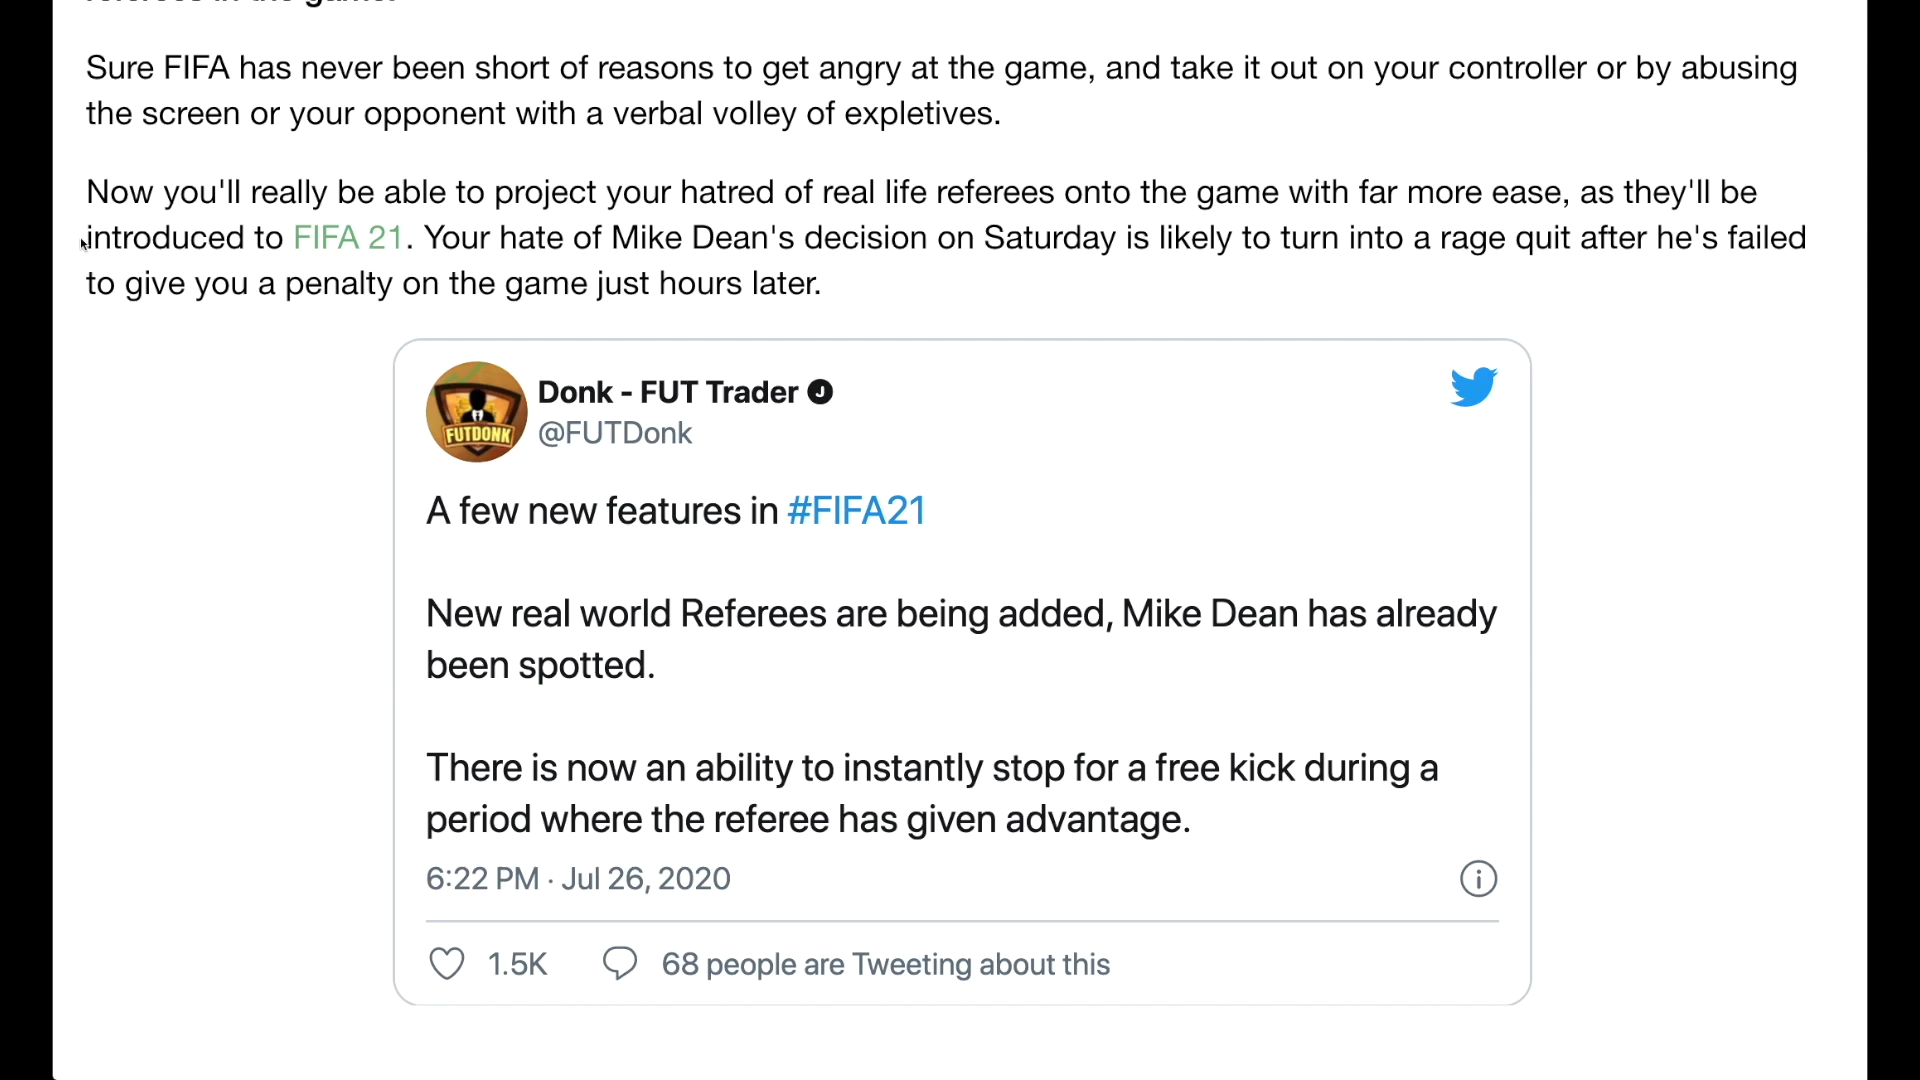 Sure FIFA has never been short of reasons to get angry at the game, and take it out on your controller or by abusing
the screen or your opponent with a verbal volley of expletives.
Now you'll really be able to project your hatred of real life referees onto the game with far more ease, as they'll be
introduced to FIFA 21. Your hate of Mike Dean's decision on Saturday is likely to turn into a rage quit after he's failed
to give you a penalty on the game just hours later.
Donk - FUT Trader
@FUTDonk
FUTDONK
A few new features in #FIFA21
New real world Referees are being added, Mike Dean has already
been spotted.
There is now an ability to instantly stop for a free kick during a
period where the referee has given advantage.
6:22 PM · Jul 26, 2020
1.5K 68 people are Tweeting about this